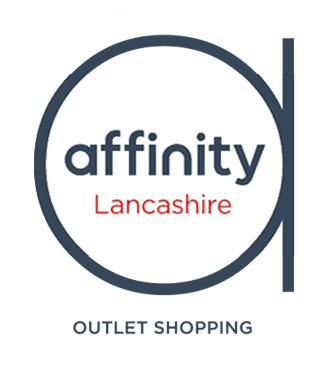 affinity
Lancashire
OUTLET SHOPPING